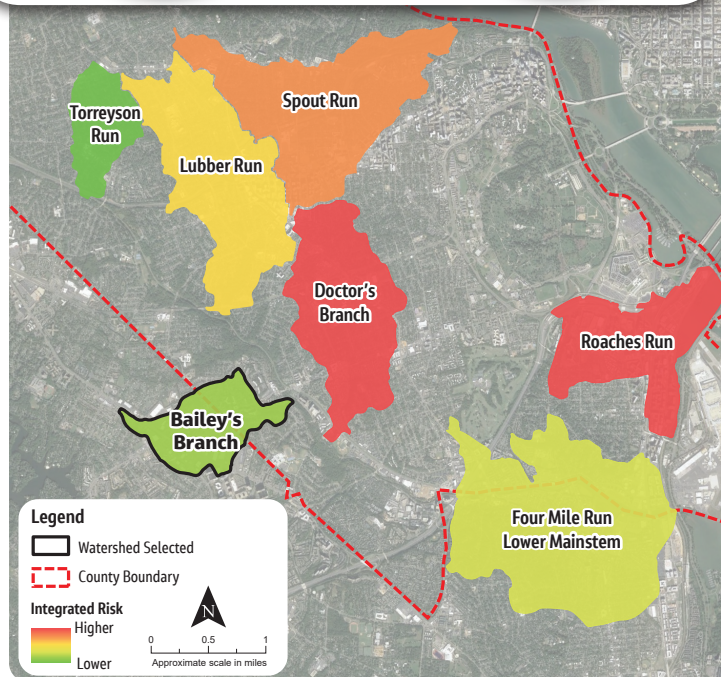 Spout Run
Torreyson
Run
Lubber Run
Doctor's
Branch
Roaches Run
Bailey's
Branch
Four Mile Run
Lower Mainstem
Legend
Watershed Selected
County Boundary
Integrated Risk
Higher
Lower
N
0 0.5 1
Approximate scale in miles